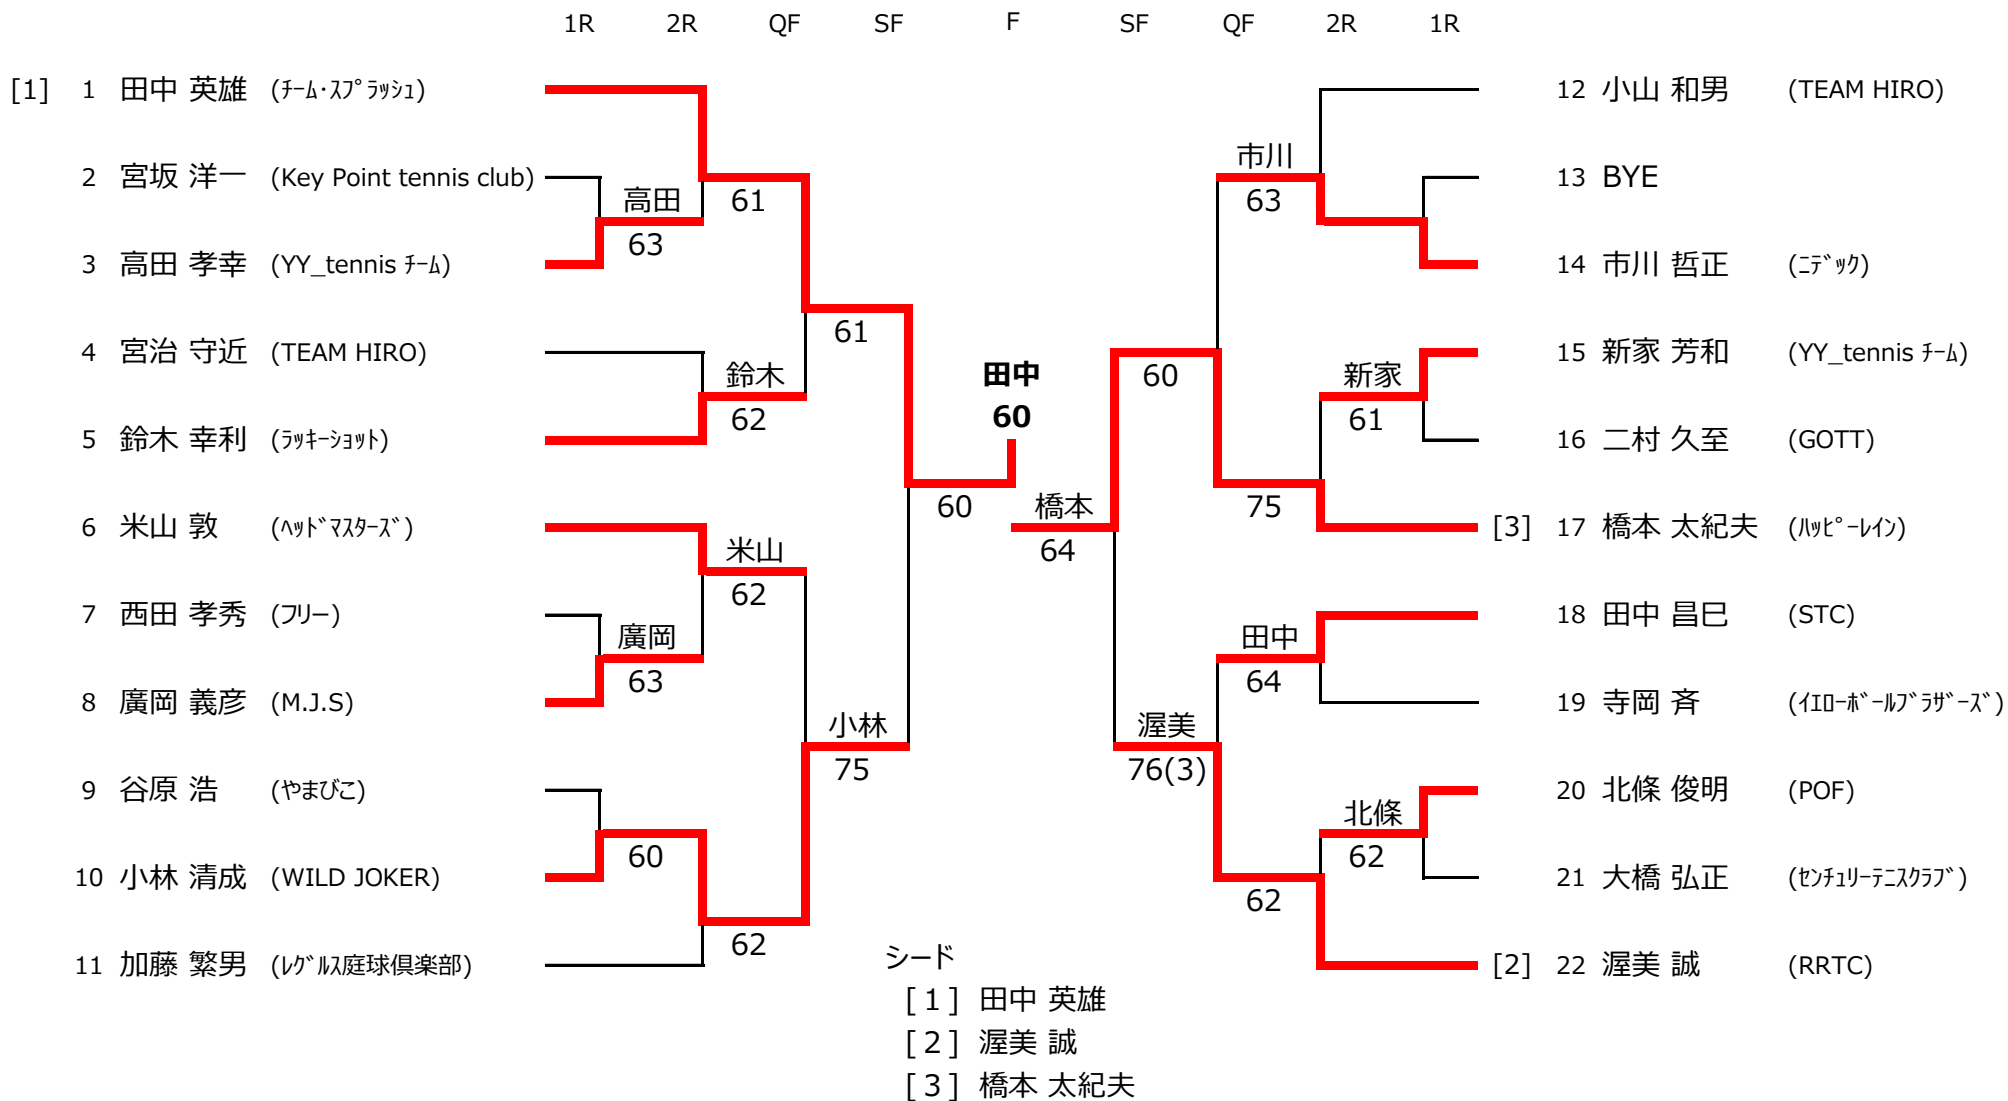 1R 2R QF SF F SF QF 2R 1R
[1] 1 田中 英雄 (ﾁｰﾑ･ｽﾌﾟﾗｯｼｭ)
2 宮坂 洋一 (Key Point tennis club)
3 高田 孝幸 (YY_tennis ﾁｰﾑ)
4 宮治 守近 (TEAM HIRO)
5 鈴木 幸利 (ﾗｯｷｰｼｮｯﾄ)
6 米山 敦 (ﾍｯﾄﾞﾏｽﾀｰｽﾞ)
7 西田 孝秀 (フリー)
8 廣岡 義彦 (M.J.S)
9 谷原 浩 (やまびこ)
10 小林 清成 (WILD JOKER)
11 加藤 繁男 (ﾚｸﾞﾙｽ庭球倶楽部)
高田
63
廣岡
63
60
61
鈴木
62
米山
62
62
61
小林
75
60
田中
60
橋本
64
60
渥美
76(3)
市川
63
75
田中
64
62
新家
61
北條
62
12 小山 和男 (TEAM HIRO)
13 BYE
14 市川 哲正 (ﾆﾃﾞｯｸ)
15 新家 芳和 (YY_tennis ﾁｰﾑ)
16 二村 久至 (GOTT)
[3] 17 橋本 太紀夫 (ﾊｯﾋﾟｰﾚｲﾝ)
18 田中 昌巳 (STC)
19 寺岡 斉 (ｲｴﾛｰﾎﾞｰﾙﾌﾞﾗｻﾞｰｽﾞ)
20 北條 俊明 (POF)
21 大橋 弘正 (ｾﾝﾁｭﾘｰﾃﾆｽｸﾗﾌﾞ)
[2] 22 渥美 誠 (RRTC)
シード
[ 1 ] 田中 英雄
[ 2 ] 渥美 誠
[ 3 ] 橋本 太紀夫